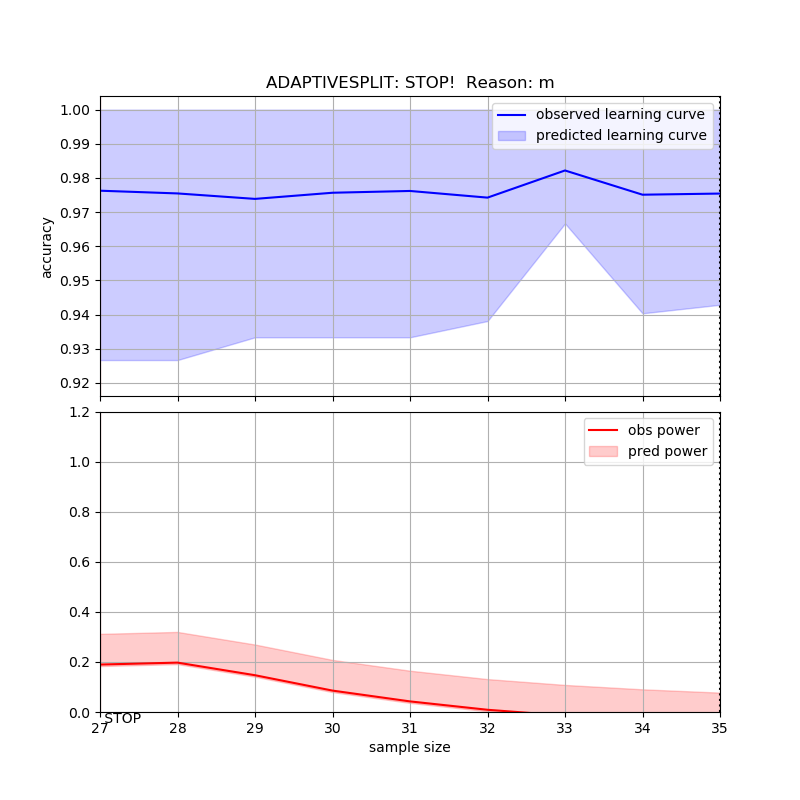 ADAPTIVESPLIT: STOP!  Reason: m
1.00
0.99
0.98
0.97
0.96
0.95
0.94
0.93
0.92
accuracy
observed learning curve
predicted learning curve
1.2
1.0
0.8
0.6
0.4
0.2
0.0
obs power
pred power
STOP
27 28 29 30 31 32 33 34 35
sample size